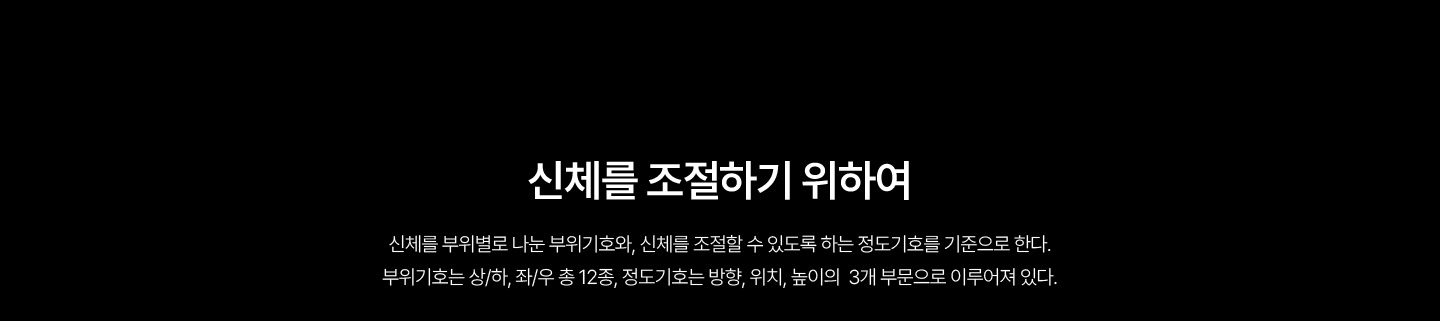 신체를 조절하기 위하여
신체를 부위별로 나눈 부위기호와, 신체를 조절할 수 있도록 하는 정도기호를 기준으로 한다.
부위기호는 상/하, 좌/우 총 12종, 정도기호는 방향, 위치, 높이의 3개 부문으로 이루어져 있다.